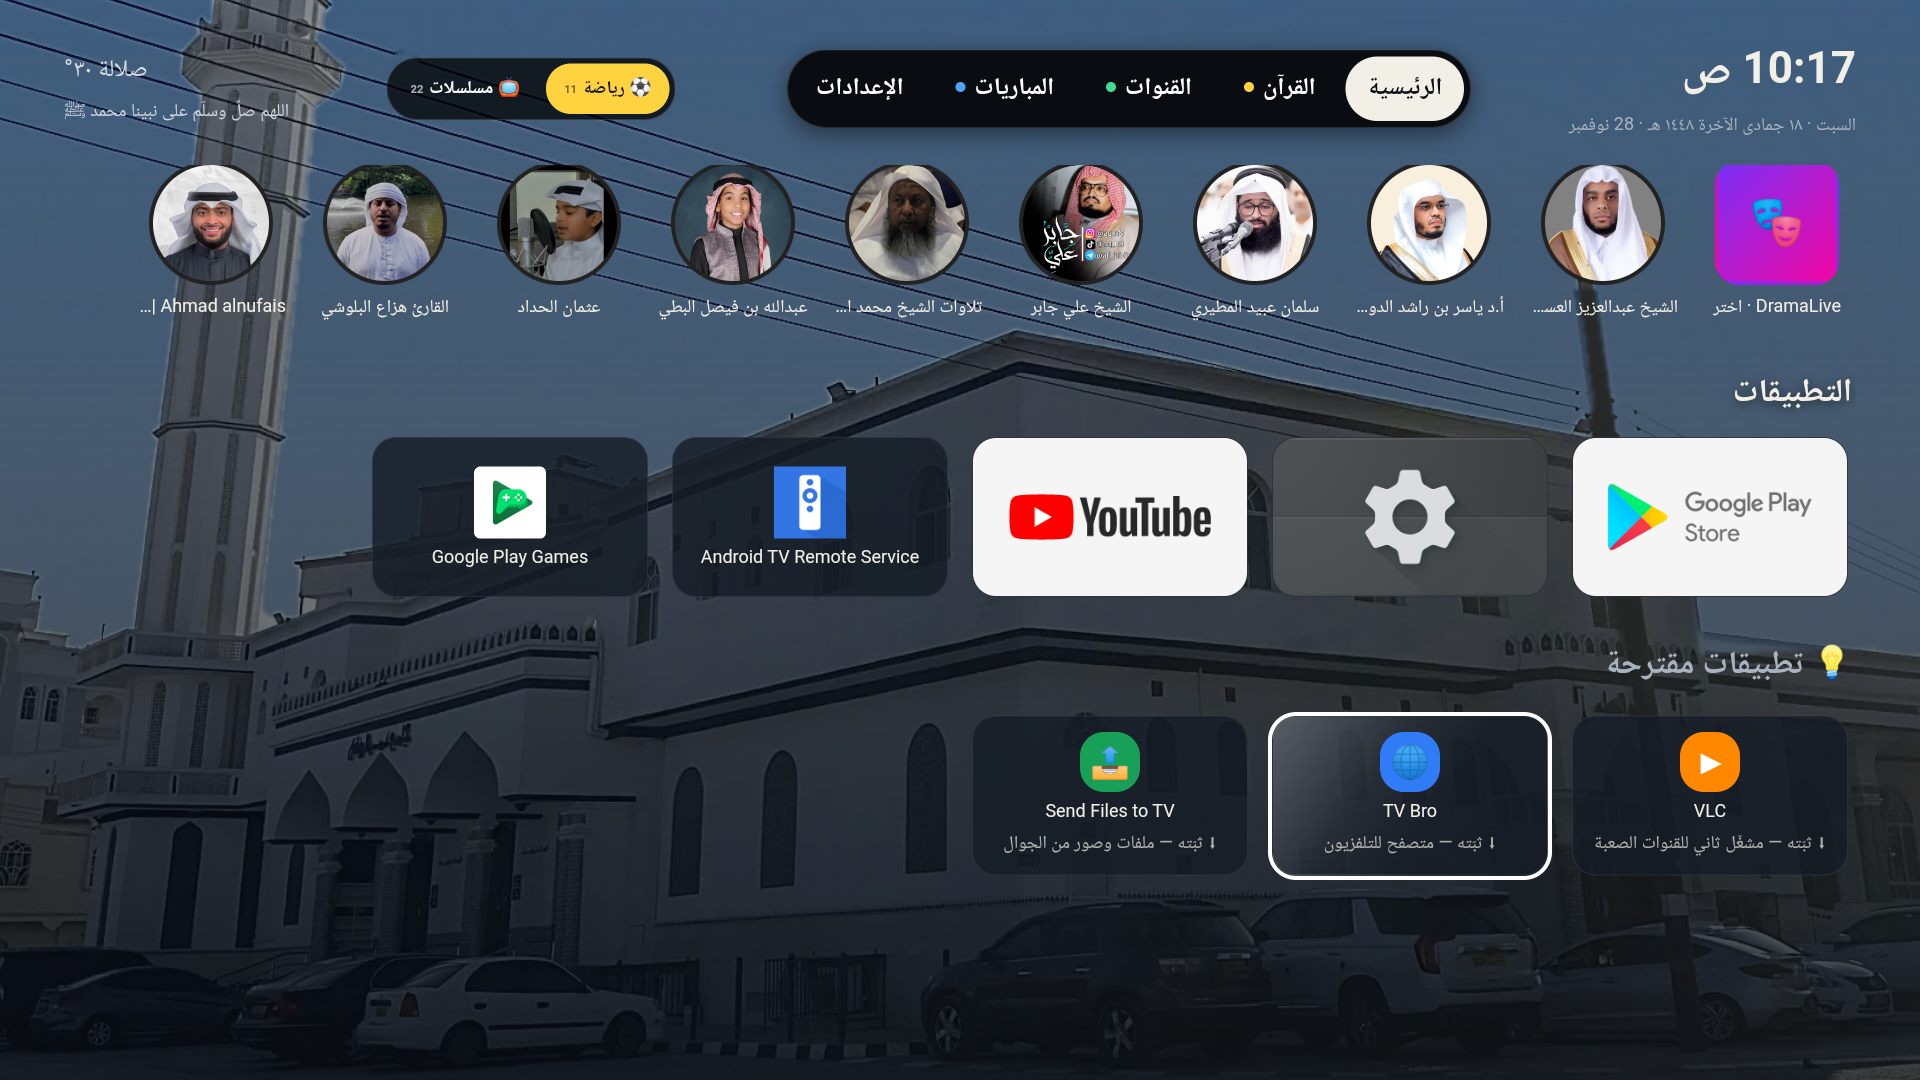 10:17 ص
السبت · ١٨ جمادى الآخرة ١٤٤٨ هـ · 28 نوفمبر
الرئيسية
القرآن
القنوات
المباريات
الإعدادات
رياضة 11
مسلسلات 22
صلالة ٣٠°
اللهم صلِّ وسلّم على نبينا محمد ﷺ
DramaLive · اختر
الشيخ عبدالعزيز العس...
أ.د ياسر بن راشد الدو...
سلمان عبيد المطيري
جابر
علي
الشيخ علي جابر
تلاوات الشيخ محمد ا...
عبدالله بن فيصل البطي
عثمان الحداد
القارئ هزاع البلوشي
Ahmad alnufais |...
التطبيقات
Google Play
Store
YouTube
Android TV Remote Service
Google Play Games
تطبيقات مقترحة
VLC
⬇ ثبّته — مشغّل ثاني للقنوات الصعبة
TV Bro
⬇ ثبّته — متصفح للتلفزيون
Send Files to TV
⬇ ثبّته — ملفات وصور من الجوال